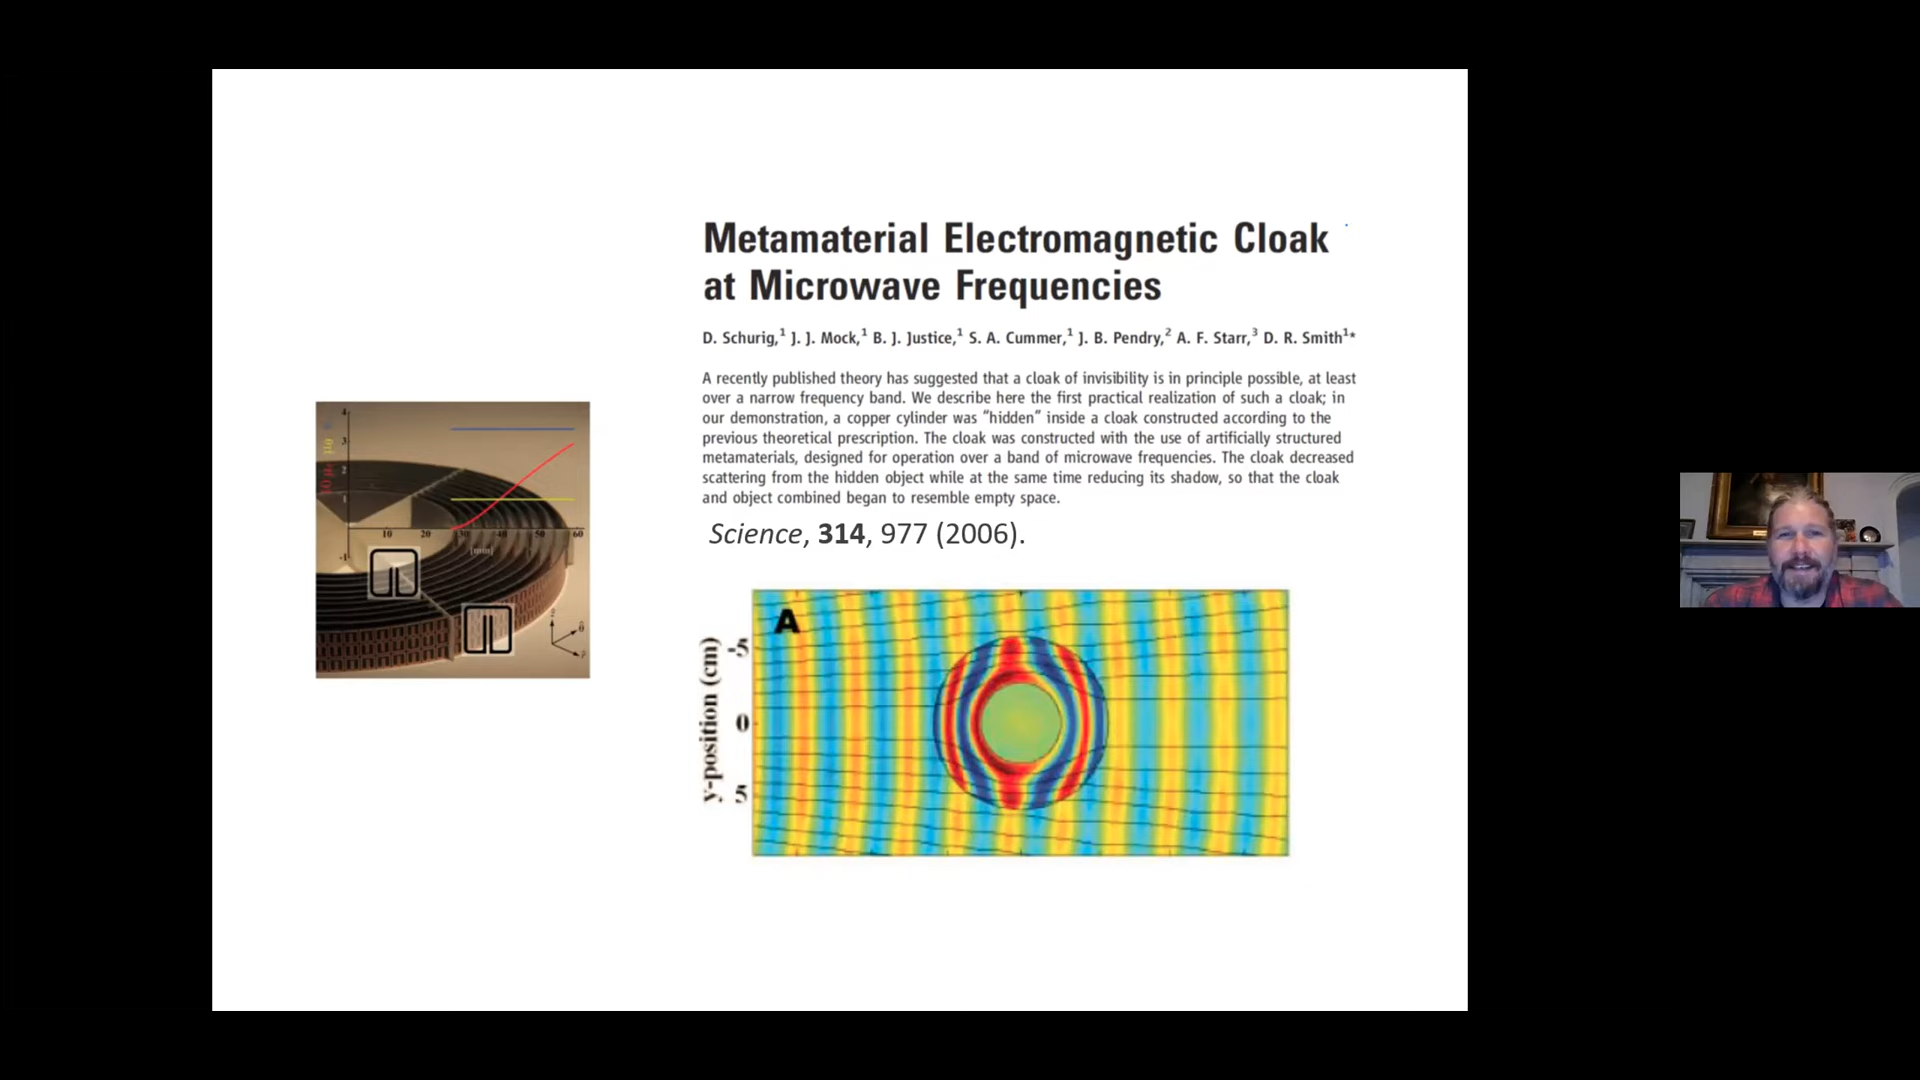 Metamaterial Electromagnetic Cloak
at Microwave Frequencies
D. Schurig,¹ J. J. Mock,¹ B. J. Justice,¹ S. A. Cummer,¹ J. B. Pendry,² A. F. Starr,³ D. R. Smith¹*
A recently published theory has suggested that a cloak of invisibility is in principle possible, at least
over a narrow frequency band. We describe here the first practical realization of such a cloak; in
our demonstration, a copper cylinder was “hidden” inside a cloak constructed according to the
previous theoretical prescription. The cloak was constructed with the use of artificially structured
metamaterials, designed for operation over a band of microwave frequencies. The cloak decreased
scattering from the hidden object while at the same time reducing its shadow, so that the cloak
and object combined began to resemble empty space.
Science, 314, 977 (2006).
4
3
2
1
-1
10 20 30 40 50 60
[mm]
A
y-position (cm)
-5
0
5